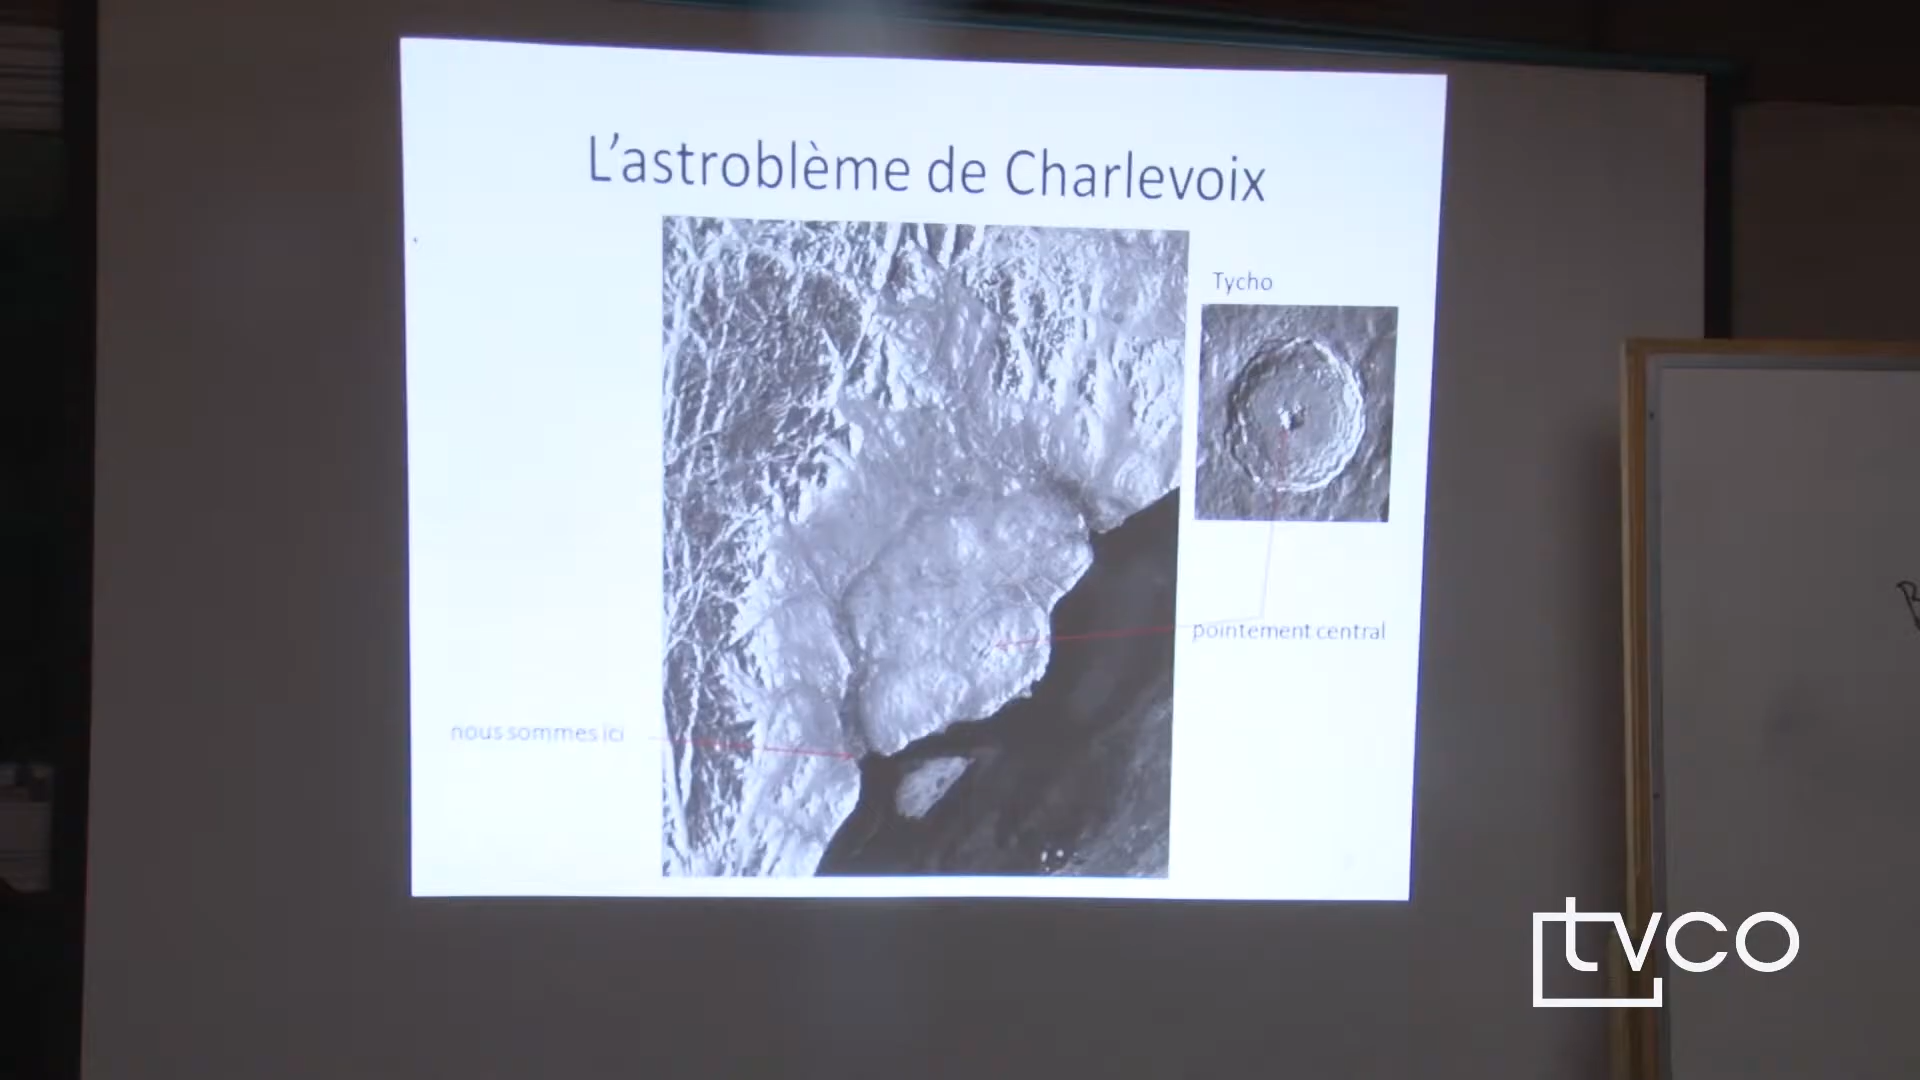 L'astroblème de Charlevoix
Tycho
pointement central
nous sommes ici
tvco